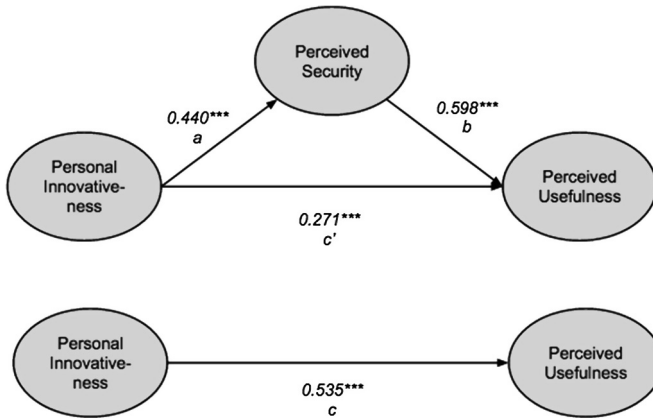 Perceived
Security
0.440***
a
0.598***
b
Personal
Innovative-
ness
Perceived
Usefulness
0.271***
c'
Personal
Innovative-
ness
Perceived
Usefulness
0.535***
c